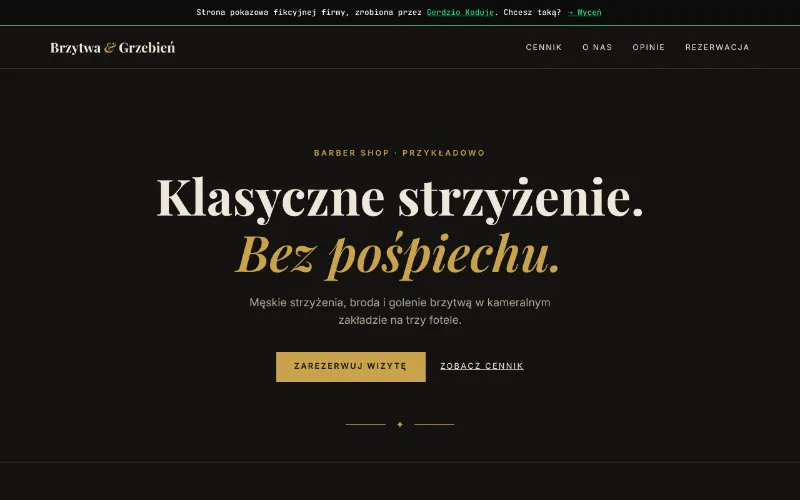 Strona pokazowa fikcyjnej firmy, zrobiona przez Gerdzio Koduje. Chcesz taką? → Wyceń
Brzytwa & Grzebień
CENNIK O NAS OPINIE REZERWACJA
BARBER SHOP · PRZYKŁADOWO
Klasyczne strzyżenie.
Bez pośpiechu.
Męskie strzyżenia, broda i golenie brzytwą w kameralnym
zakładzie na trzy fotele.
ZAREZERWUJ WIZYTĘ ZOBACZ CENNIK